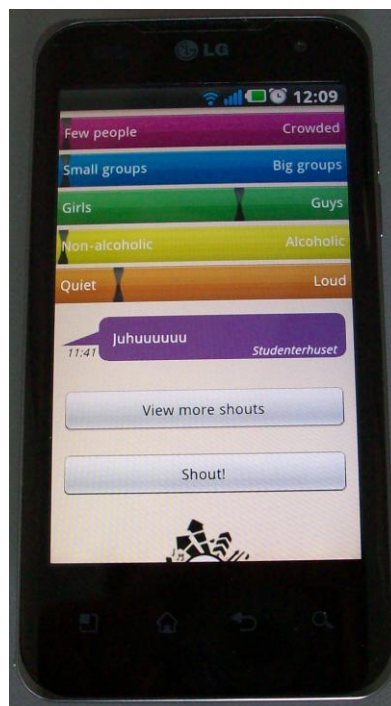 LG
12:09
Few people Crowded
Small groups Big groups
Girls Guys
Non-alcoholic Alcoholic
Quiet Loud
Juhuuuuuu
11:41 Studenterhuset
View more shouts
Shout!